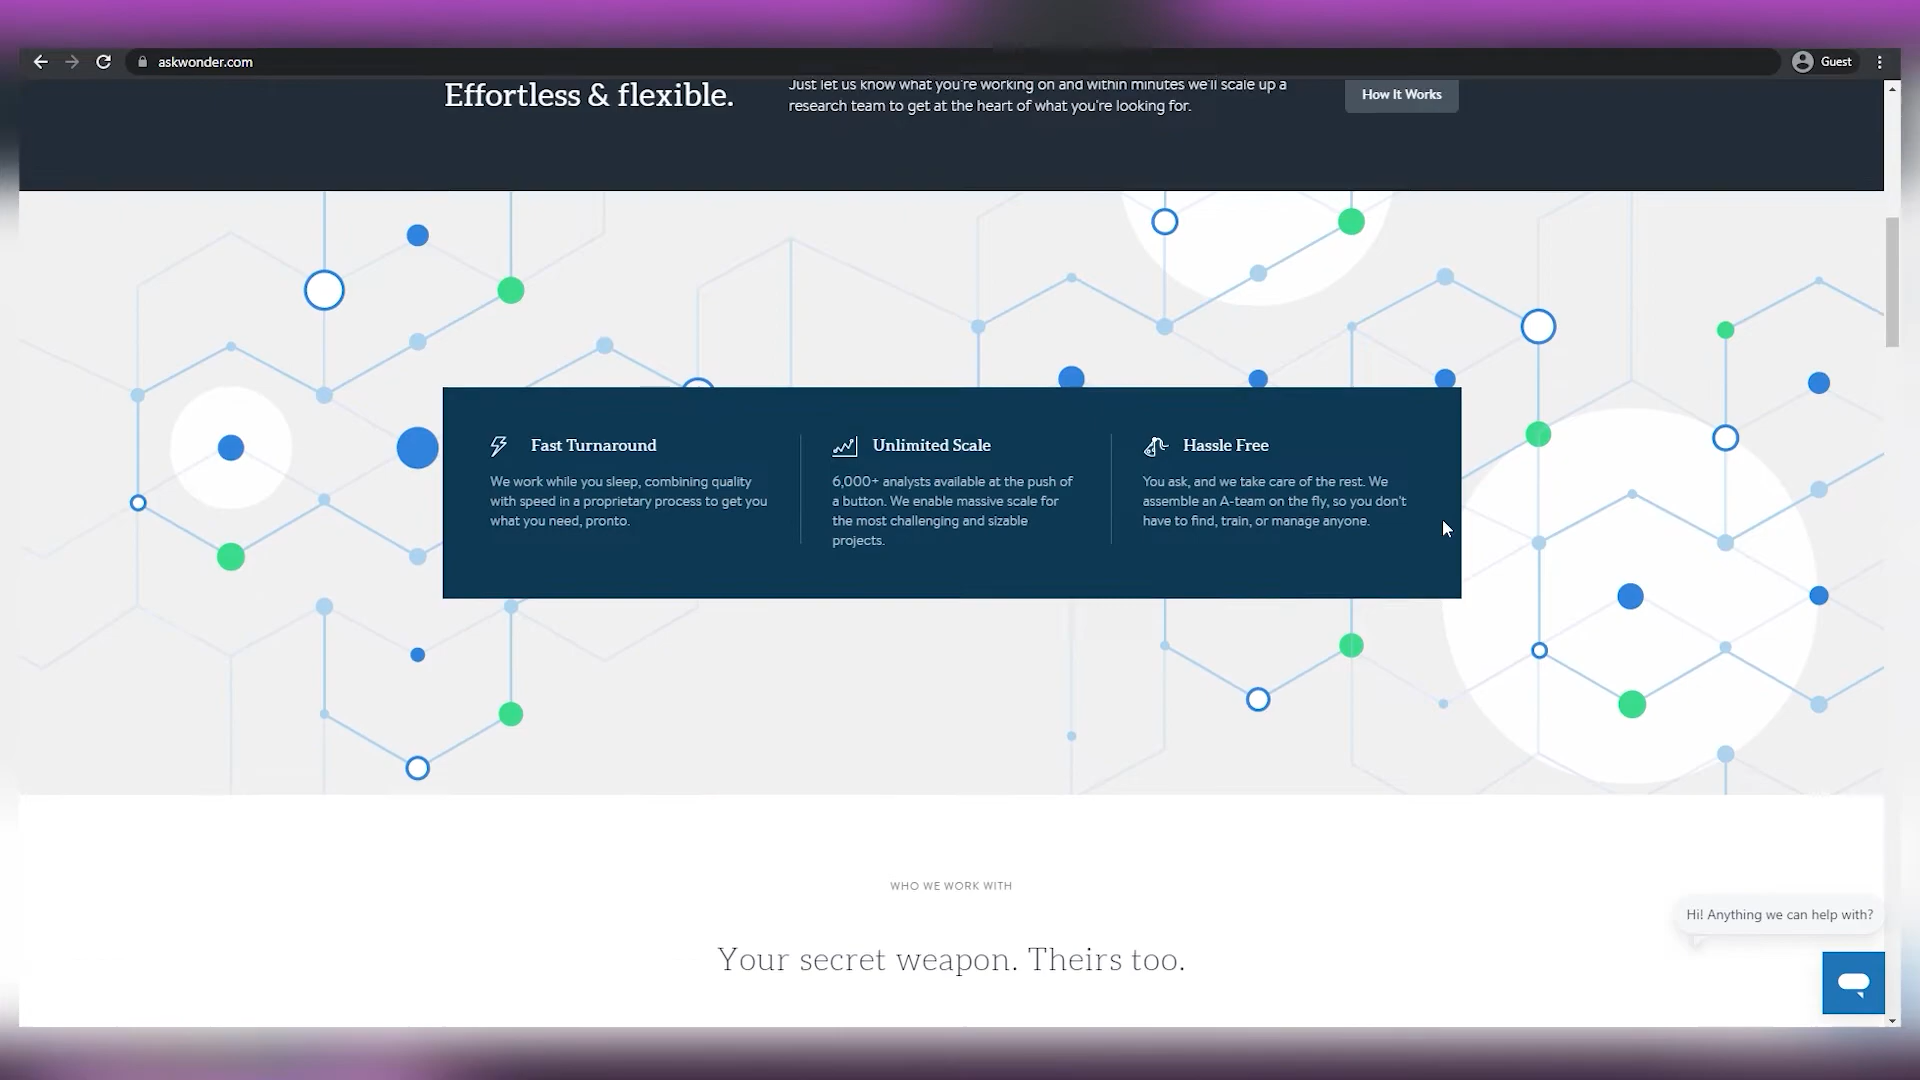 askwonder.com
Guest
Effortless & flexible.
Just let us know what you're working on and within minutes we'll scale up a
research team to get at the heart of what you're looking for.
How It Works
Fast Turnaround
We work while you sleep, combining quality
with speed in a proprietary process to get you
what you need, pronto.
Unlimited Scale
6,000+ analysts available at the push of
a button. We enable massive scale for
the most challenging and sizable
projects.
Hassle Free
You ask, and we take care of the rest. We
assemble an A-team on the fly, so you don't
have to find, train, or manage anyone.
WHO WE WORK WITH
Your secret weapon. Theirs too.
Hi! Anything we can help with?